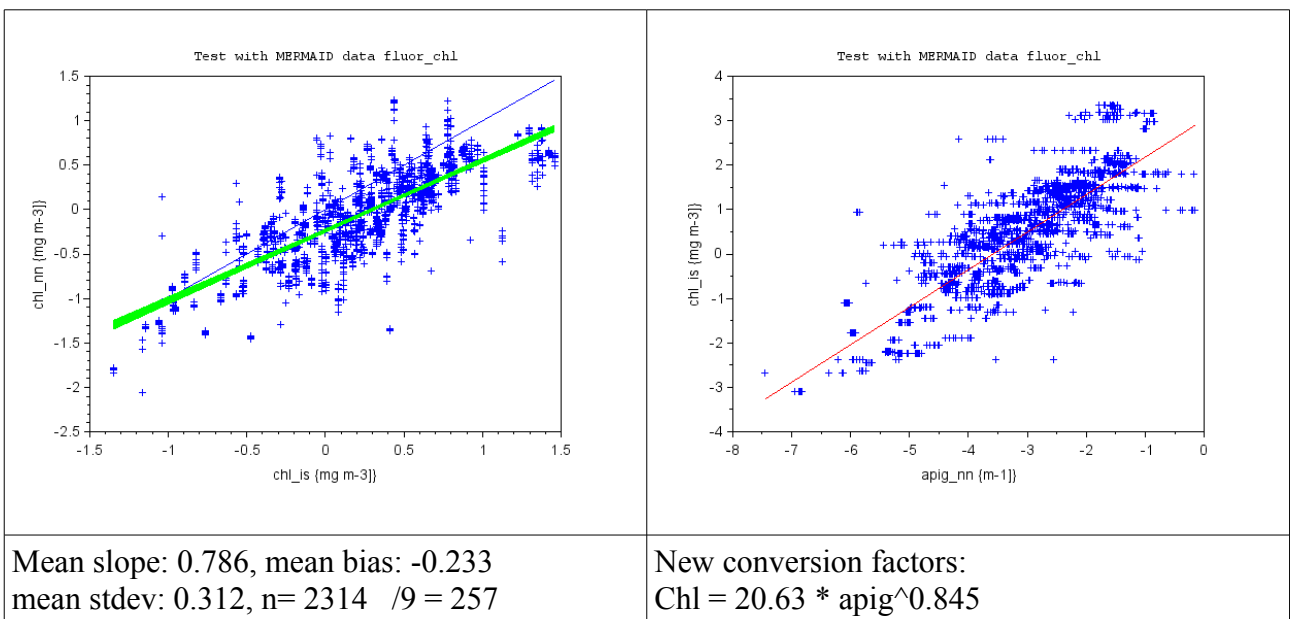 Test with MERMAID data fluor_chl
1.5
1
0.5
0
-0.5
-1
-1.5
-2
-2.5
chl_nn {mg m-3]}
-1.5 -1 -0.5 0 0.5 1 1.5
chl_is {mg m-3]}
Test with MERMAID data fluor_chl
4
3
2
1
0
-1
-2
-3
-4
chl_is {mg m-3]}
-8 -7 -6 -5 -4 -3 -2 -1 0
apig_nn {m-1]}
Mean slope: 0.786, mean bias: -0.233
mean stdev: 0.312, n= 2314 /9 = 257
New conversion factors:
Chl = 20.63 * apig^0.845